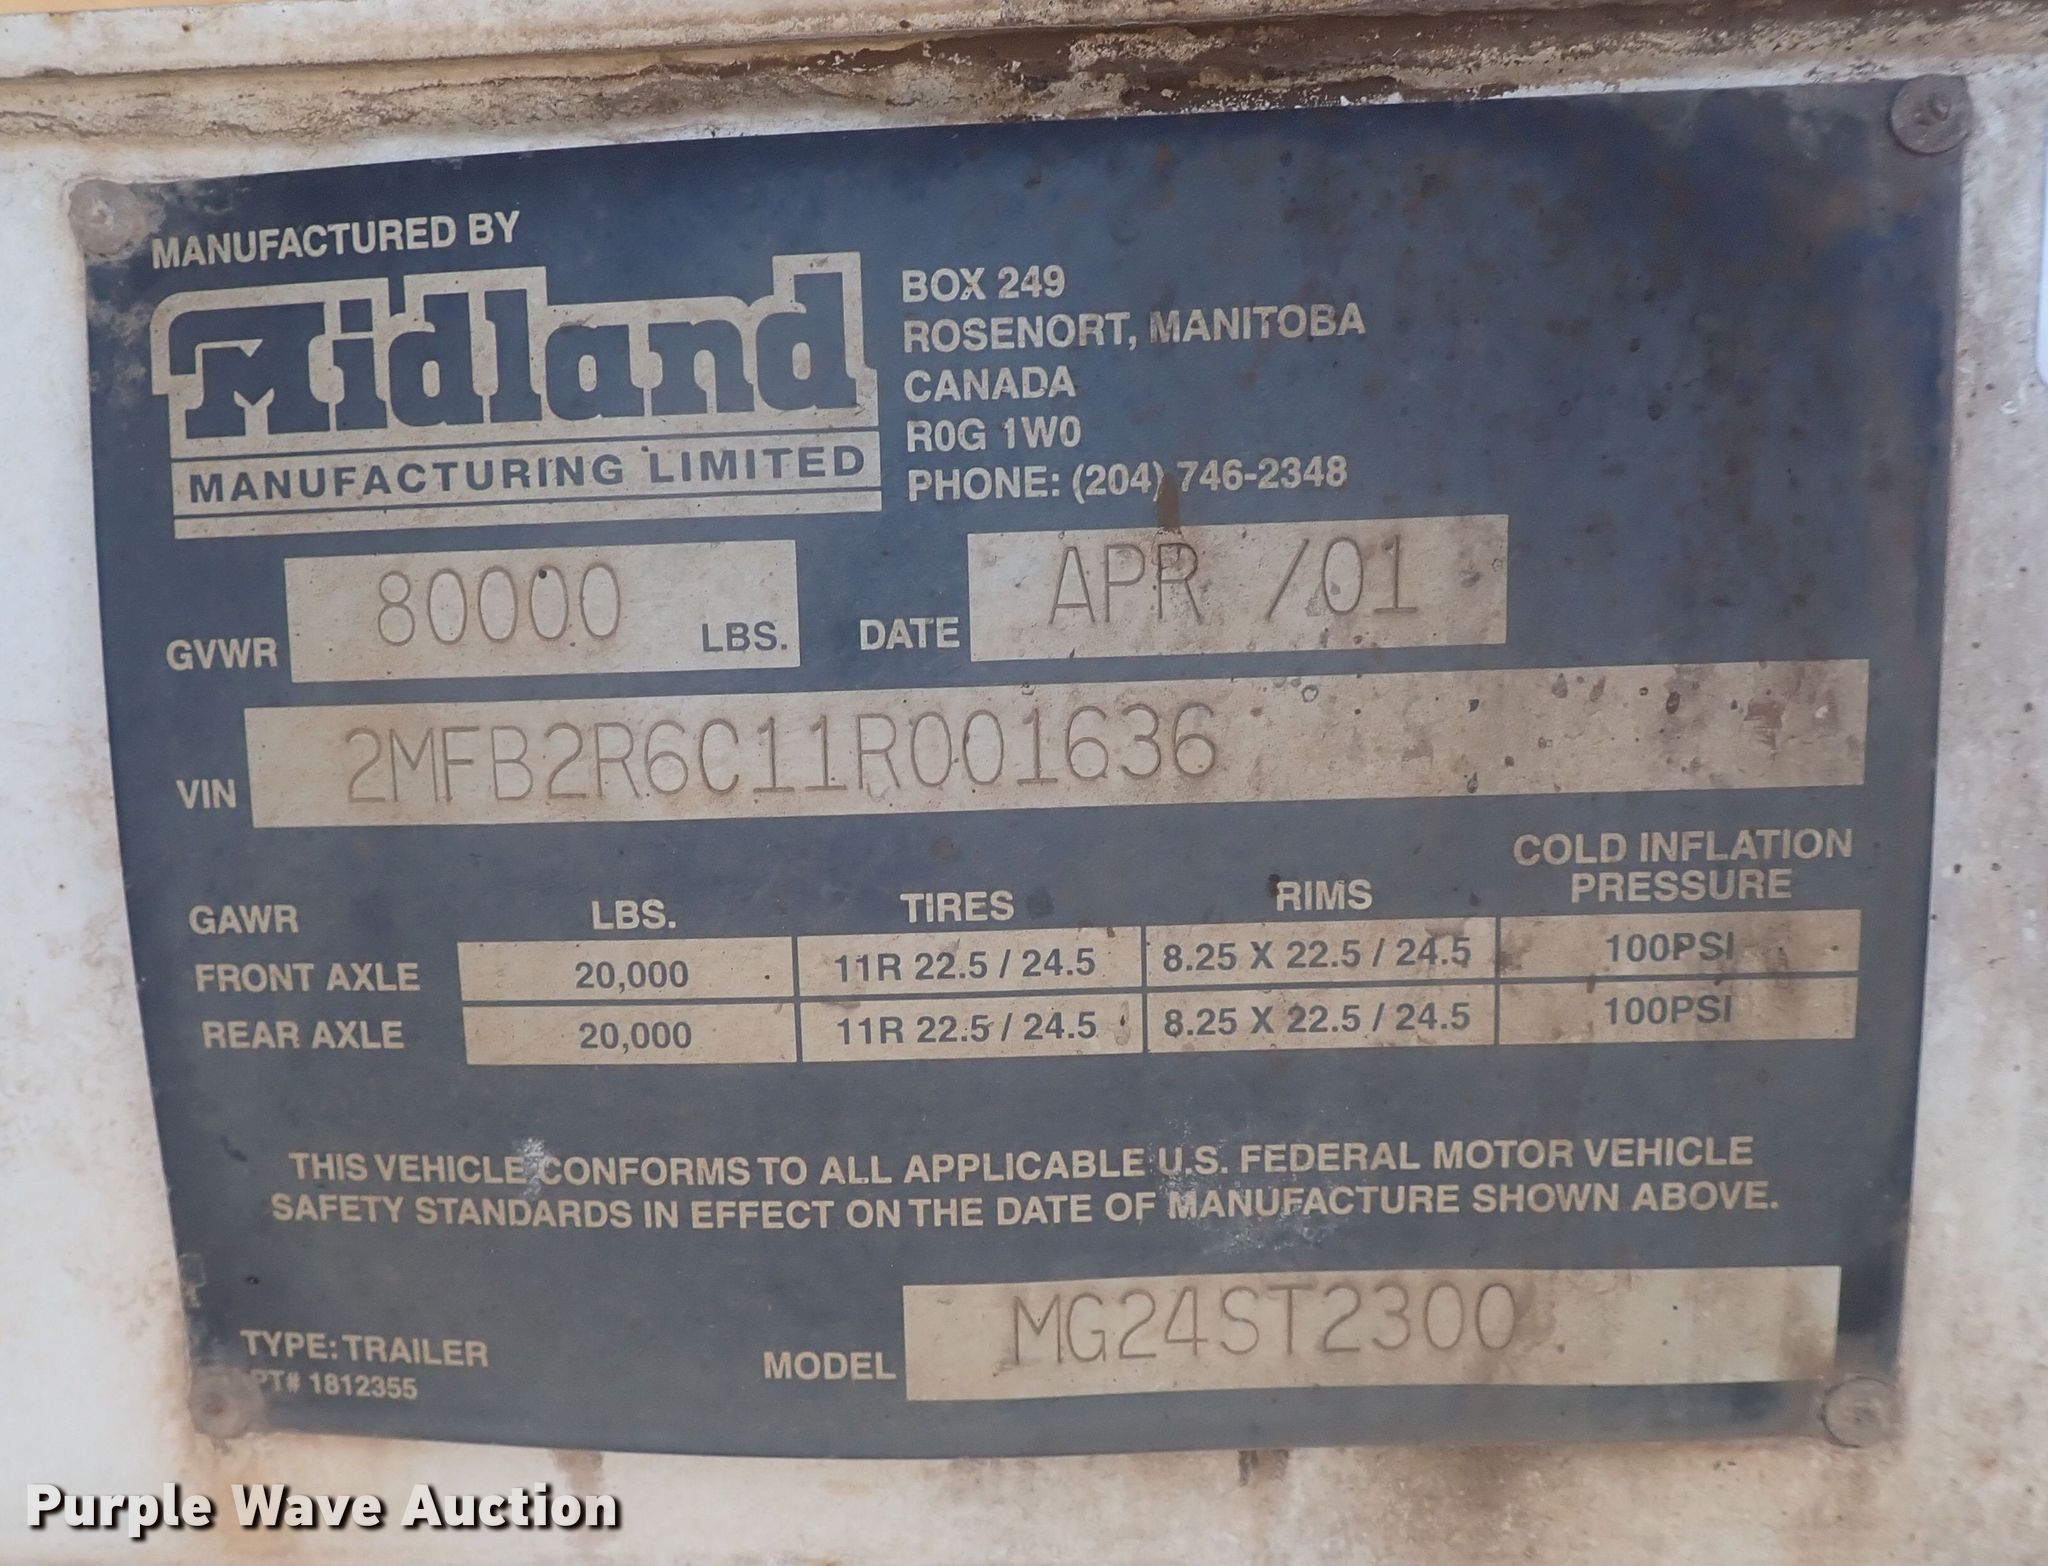 MANUFACTURED BY
Midland
MANUFACTURING LIMITED
BOX 249
ROSENORT, MANITOBA
CANADA
R0G 1W0
PHONE: (204) 746-2348
GVWR 80000 LBS. DATE APR /01
VIN 2MFB2R6C11R001636
GAWR LBS. TIRES RIMS COLD INFLATION PRESSURE
FRONT AXLE 20,000 11R 22.5 / 24.5 8.25 X 22.5 / 24.5 100PSI
REAR AXLE 20,000 11R 22.5 / 24.5 8.25 X 22.5 / 24.5 100PSI
THIS VEHICLE CONFORMS TO ALL APPLICABLE U.S. FEDERAL MOTOR VEHICLE
SAFETY STANDARDS IN EFFECT ON THE DATE OF MANUFACTURE SHOWN ABOVE.
TYPE: TRAILER
PT# 1812355
MODEL MG24ST2300
Purple Wave Auction